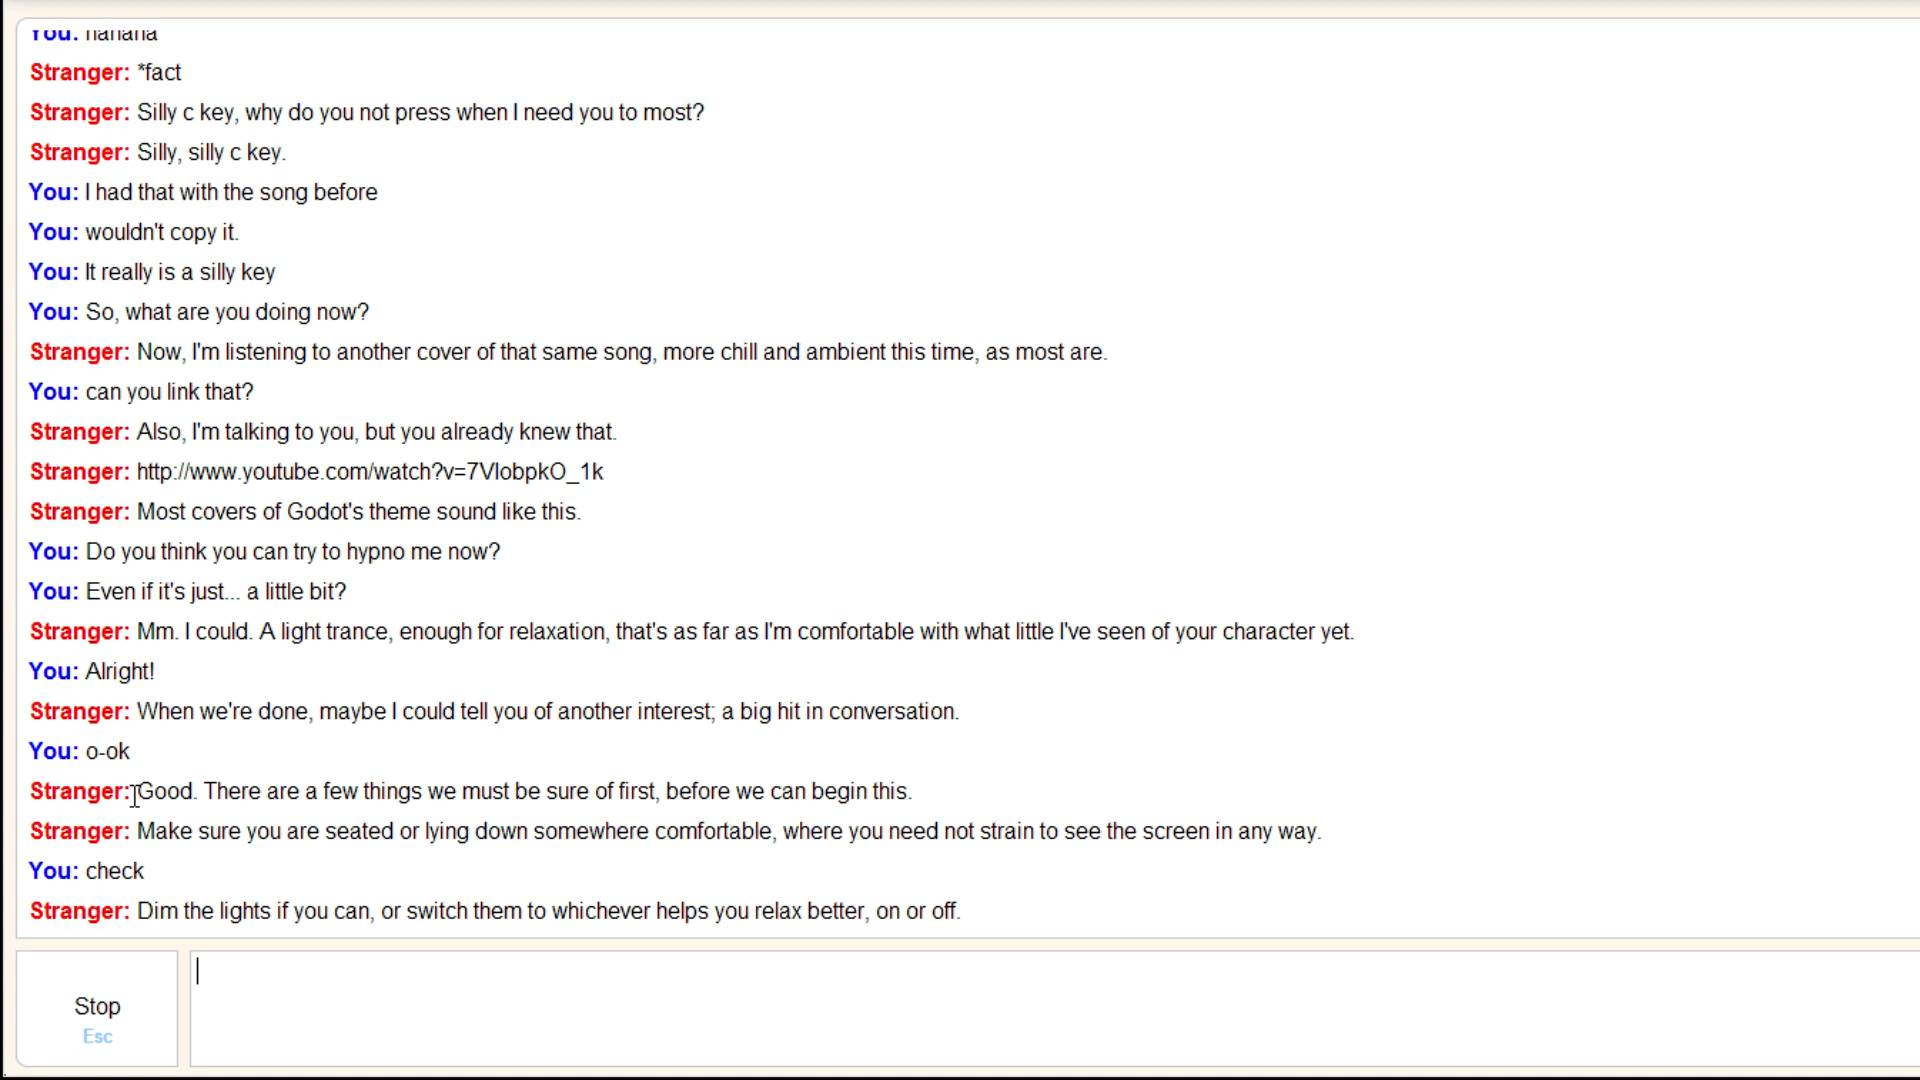 You: hahaha
Stranger: *fact
Stranger: Silly c key, why do you not press when I need you to most?
Stranger: Silly, silly c key.
You: I had that with the song before
You: wouldn't copy it.
You: It really is a silly key
You: So, what are you doing now?
Stranger: Now, I'm listening to another cover of that same song, more chill and ambient this time, as most are.
You: can you link that?
Stranger: Also, I'm talking to you, but you already knew that.
Stranger: http://www.youtube.com/watch?v=7VlobpkO_1k
Stranger: Most covers of Godot's theme sound like this.
You: Do you think you can try to hypno me now?
You: Even if it's just... a little bit?
Stranger: Mm. I could. A light trance, enough for relaxation, that's as far as I'm comfortable with what little I've seen of your character yet.
You: Alright!
Stranger: When we're done, maybe I could tell you of another interest; a big hit in conversation.
You: o-ok
Stranger: Good. There are a few things we must be sure of first, before we can begin this.
Stranger: Make sure you are seated or lying down somewhere comfortable, where you need not strain to see the screen in any way.
You: check
Stranger: Dim the lights if you can, or switch them to whichever helps you relax better, on or off.
Stop
Esc